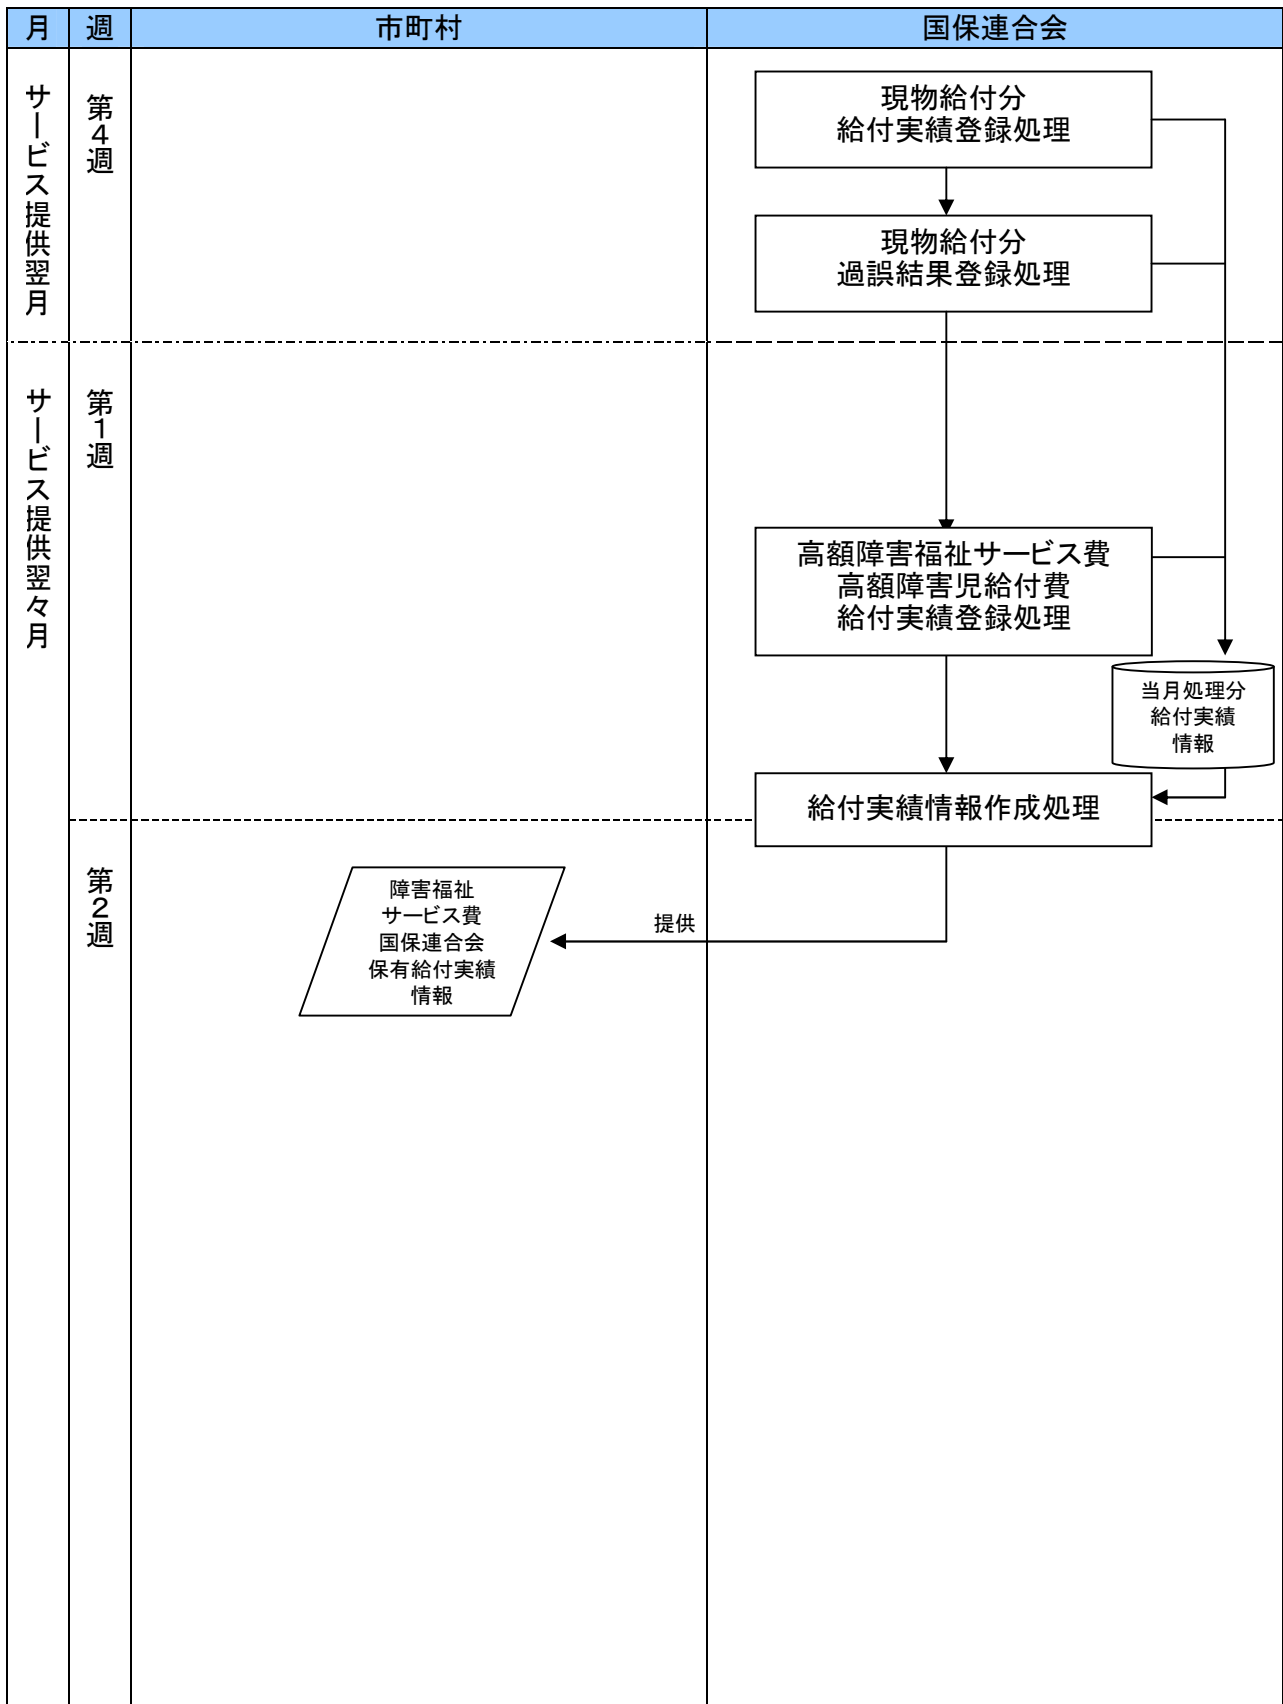 月 週 市町村 国保連合会
サービス提供翌月
第4週
現物給付分
給付実績登録処理
現物給付分
過誤結果登録処理
サービス提供翌々月
第1週
高額障害福祉サービス費
高額障害児給付費
給付実績登録処理
当月処理分
給付実績
情報
給付実績情報作成処理
第2週
障害福祉
サービス費
国保連合会
保有給付実績
情報
提供